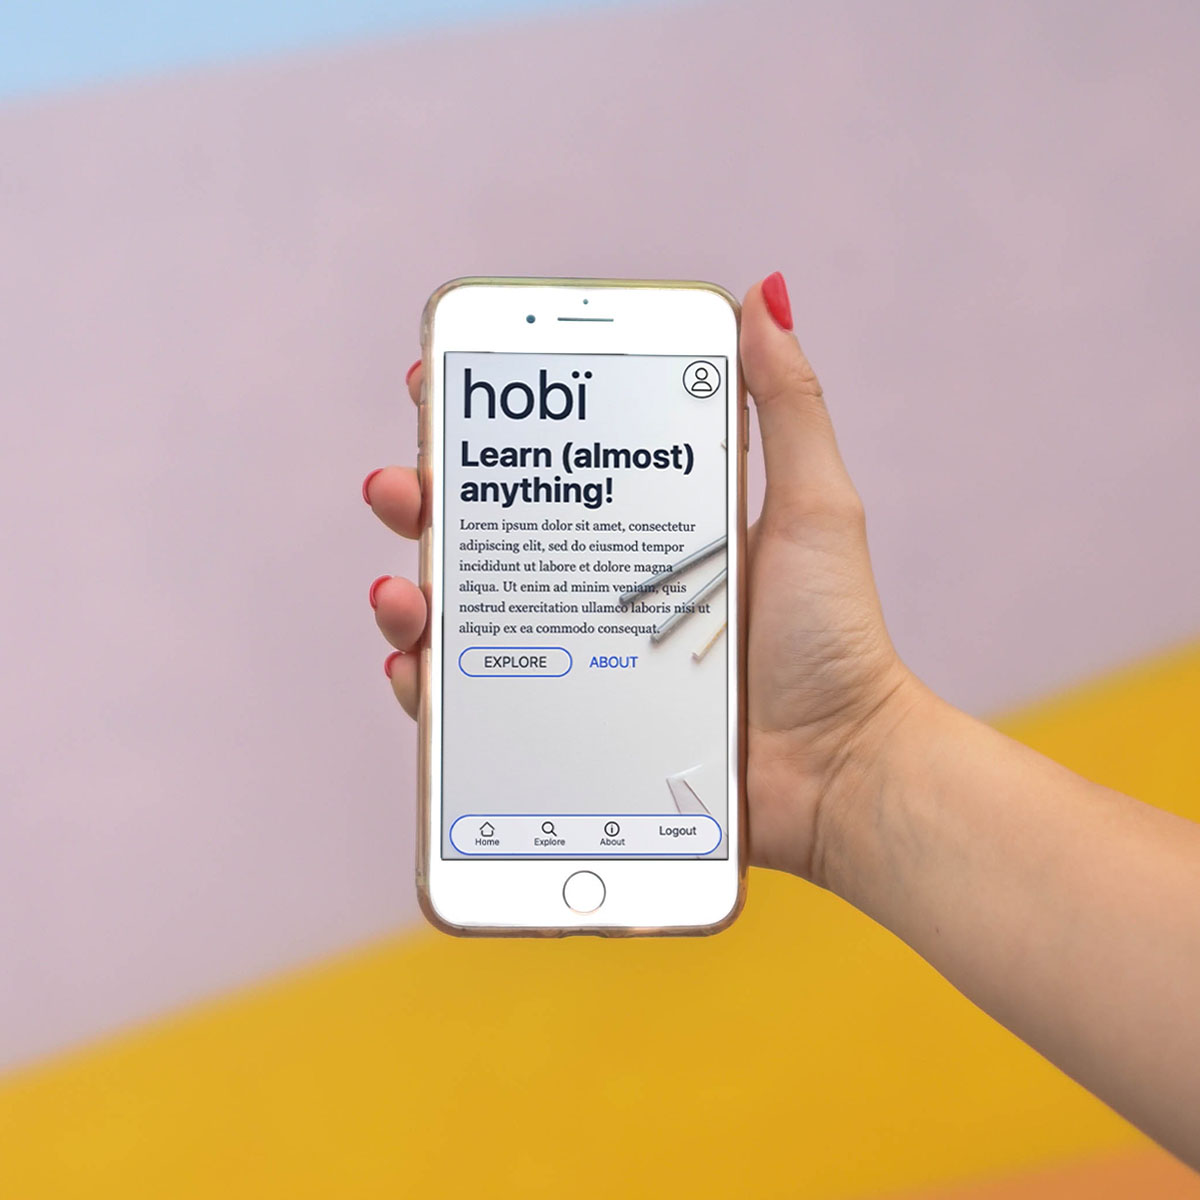 hobï
Learn (almost)
anything!
Lorem ipsum dolor sit amet, consectetur
adipiscing elit, sed do eiusmod tempor
incididunt ut labore et dolore magna
aliqua. Ut enim ad minim veniam, quis
nostrud exercitation ullamco laboris nisi ut
aliquip ex ea commodo consequat.
EXPLORE ABOUT
Home Explore About Logout